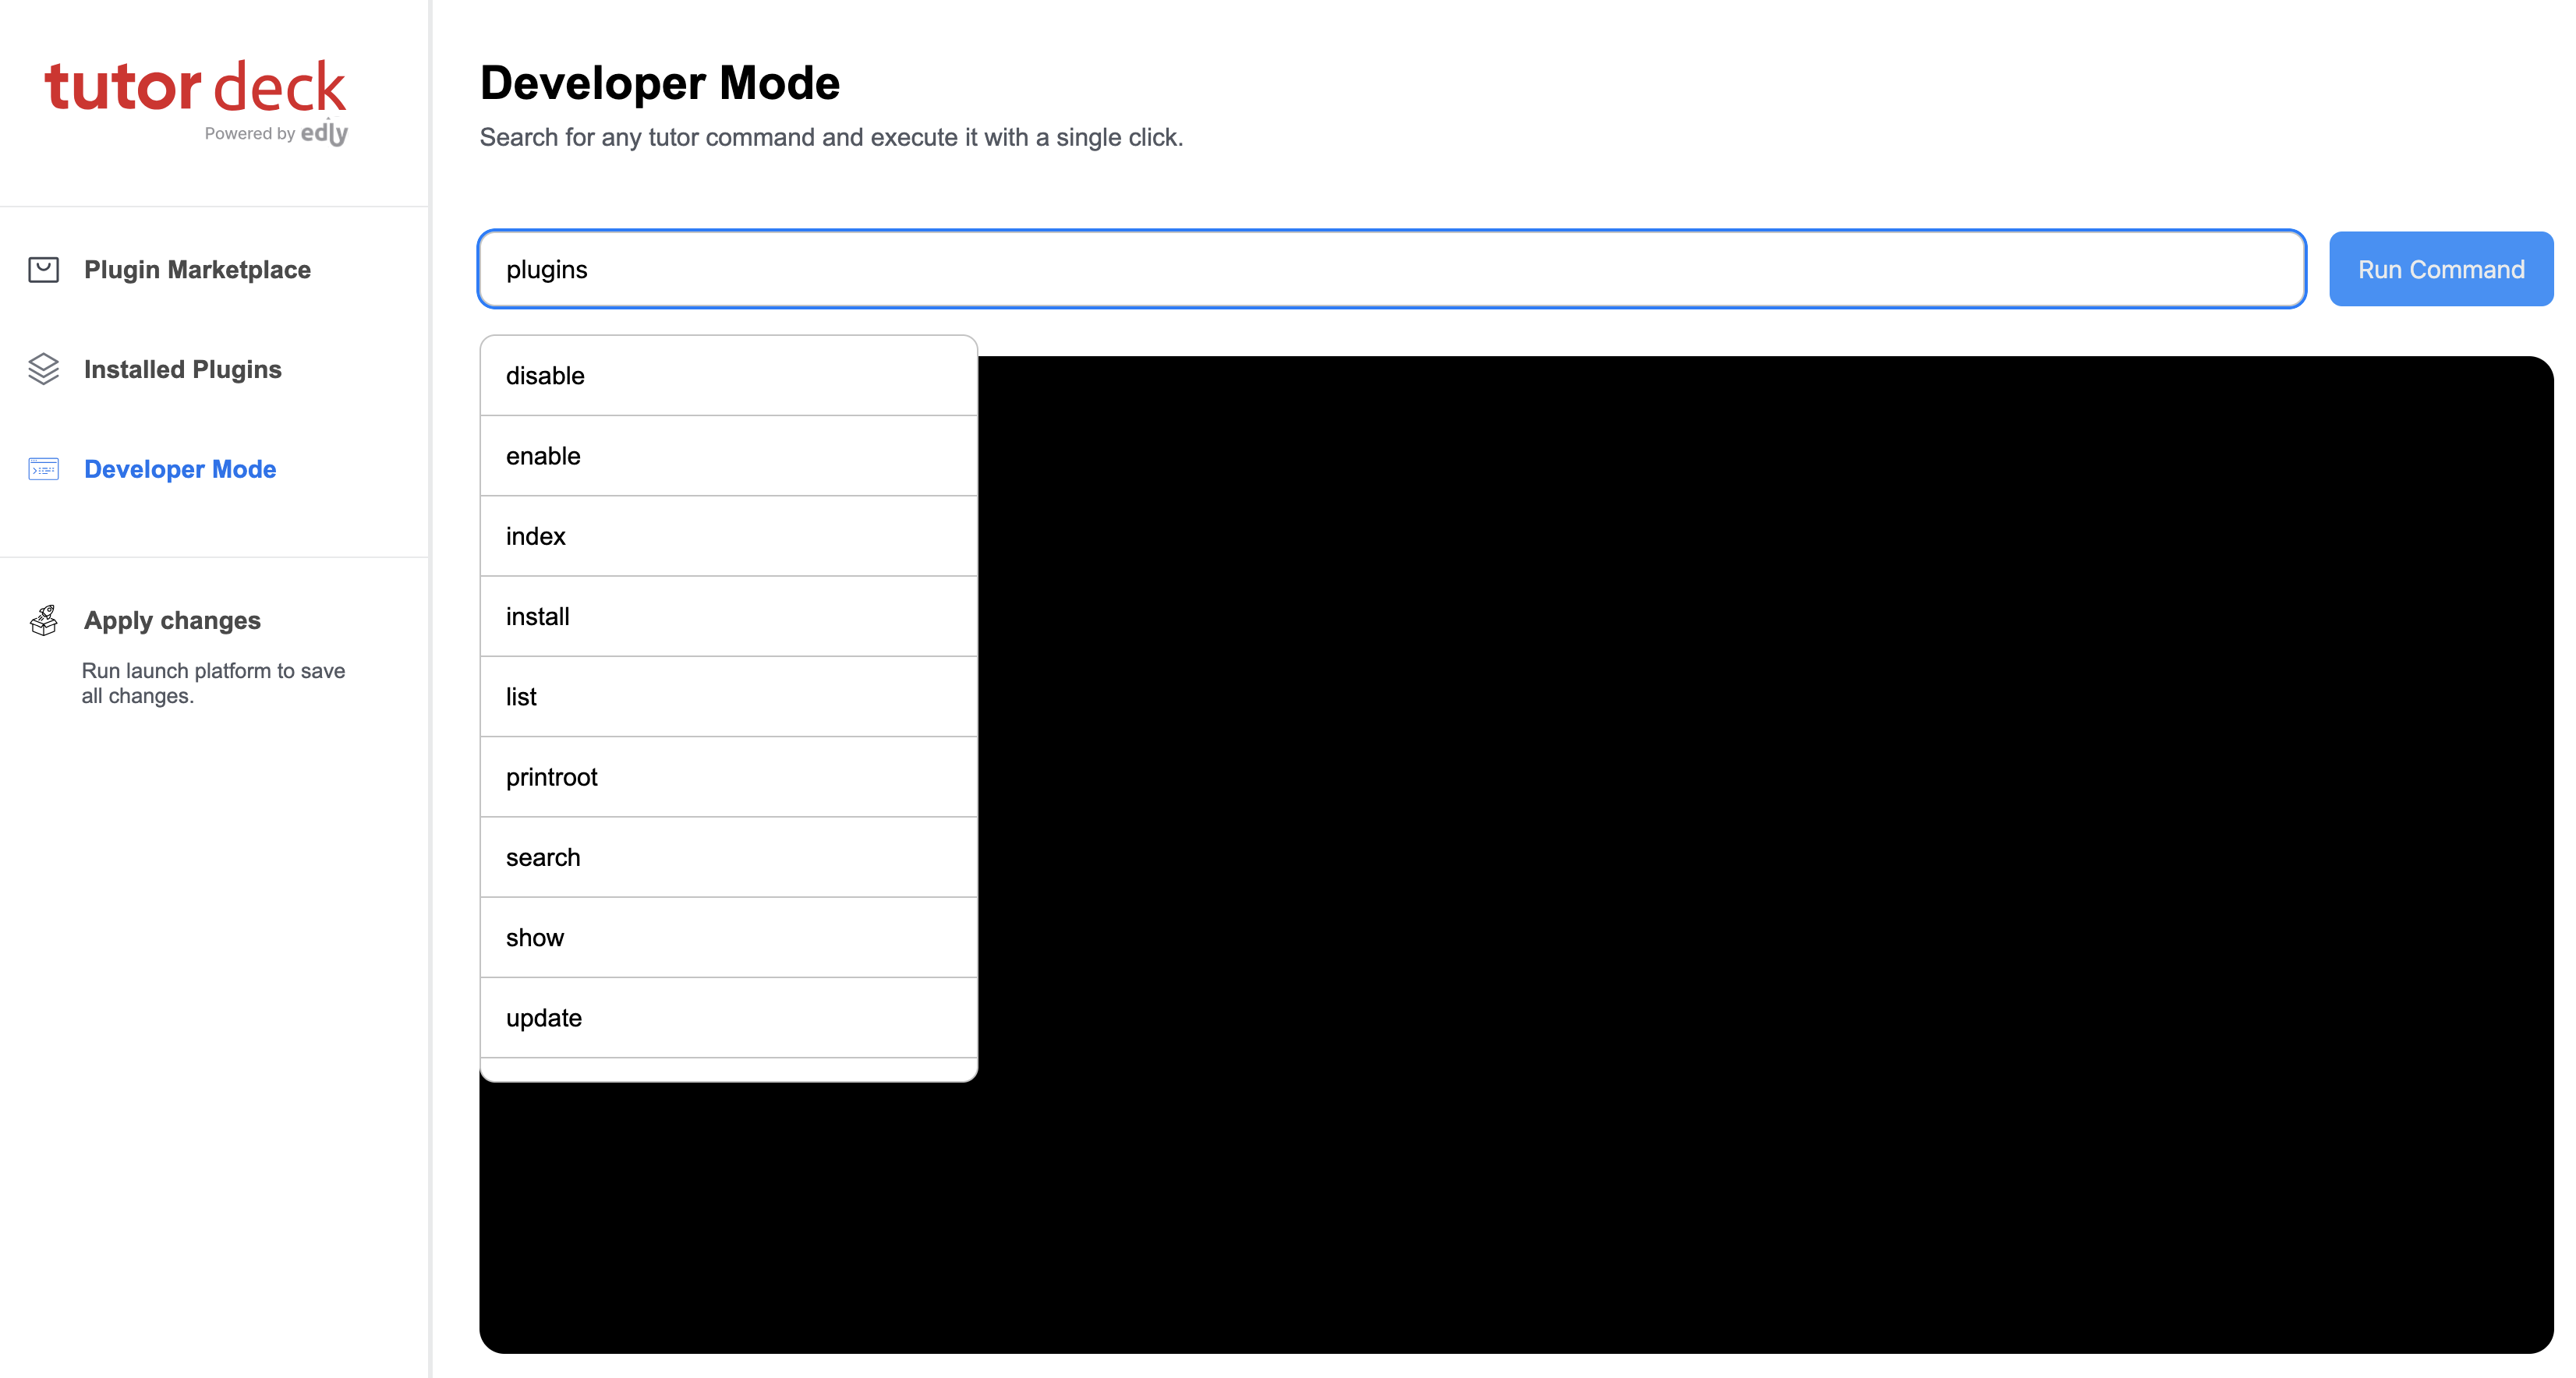 tutor deck
Powered by edly
Plugin Marketplace
Installed Plugins
Developer Mode
Apply changes
Run launch platform to save
all changes.
Developer Mode
Search for any tutor command and execute it with a single click.
plugins
Run Command
disable
enable
index
install
list
printroot
search
show
update